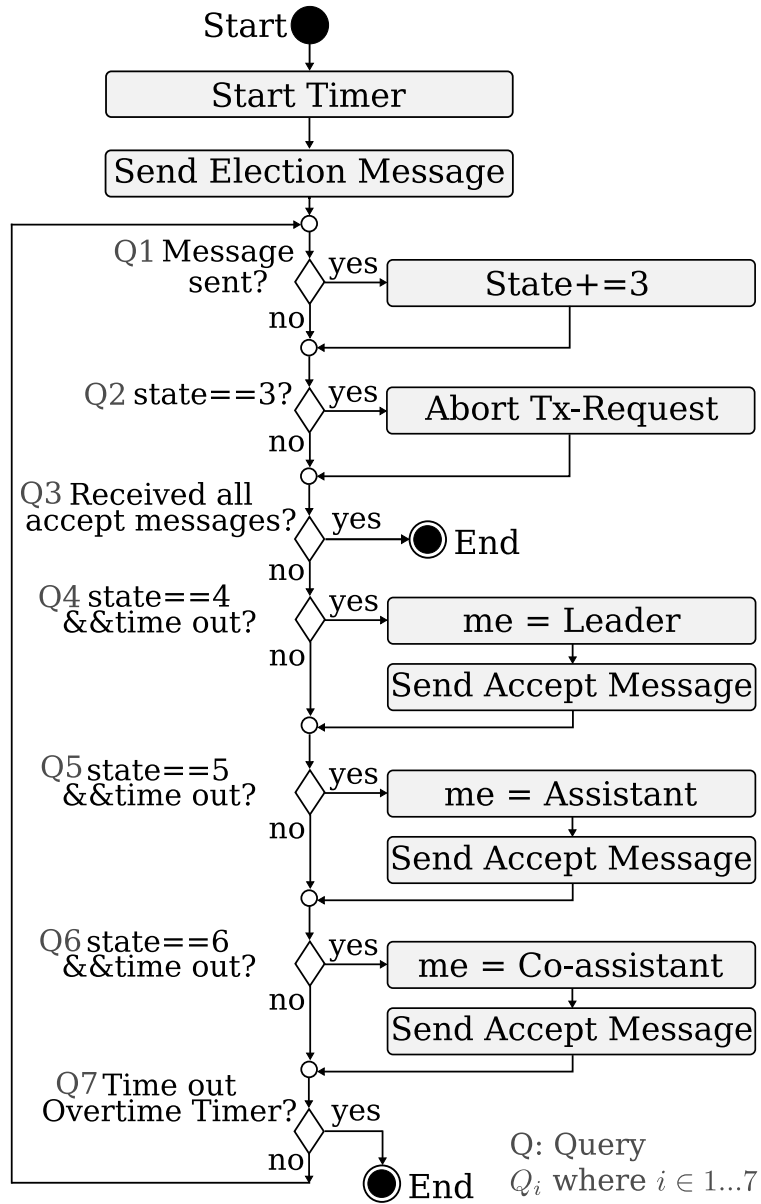 Start
Start Timer
Send Election Message
Q1 Message
sent?
yes
State+=3
no
Q2 state==3?
yes
Abort Tx-Request
no
Q3 Received all
accept messages?
yes
End
no
Q4 state==4
&&time out?
yes
me = Leader
no
Send Accept Message
Q5 state==5
&&time out?
yes
me = Assistant
no
Send Accept Message
Q6 state==6
&&time out?
yes
me = Co-assistant
no
Send Accept Message
Q7 Time out
Overtime Timer?
yes
no
End
Q: Query
Qi where i ∈ 1...7